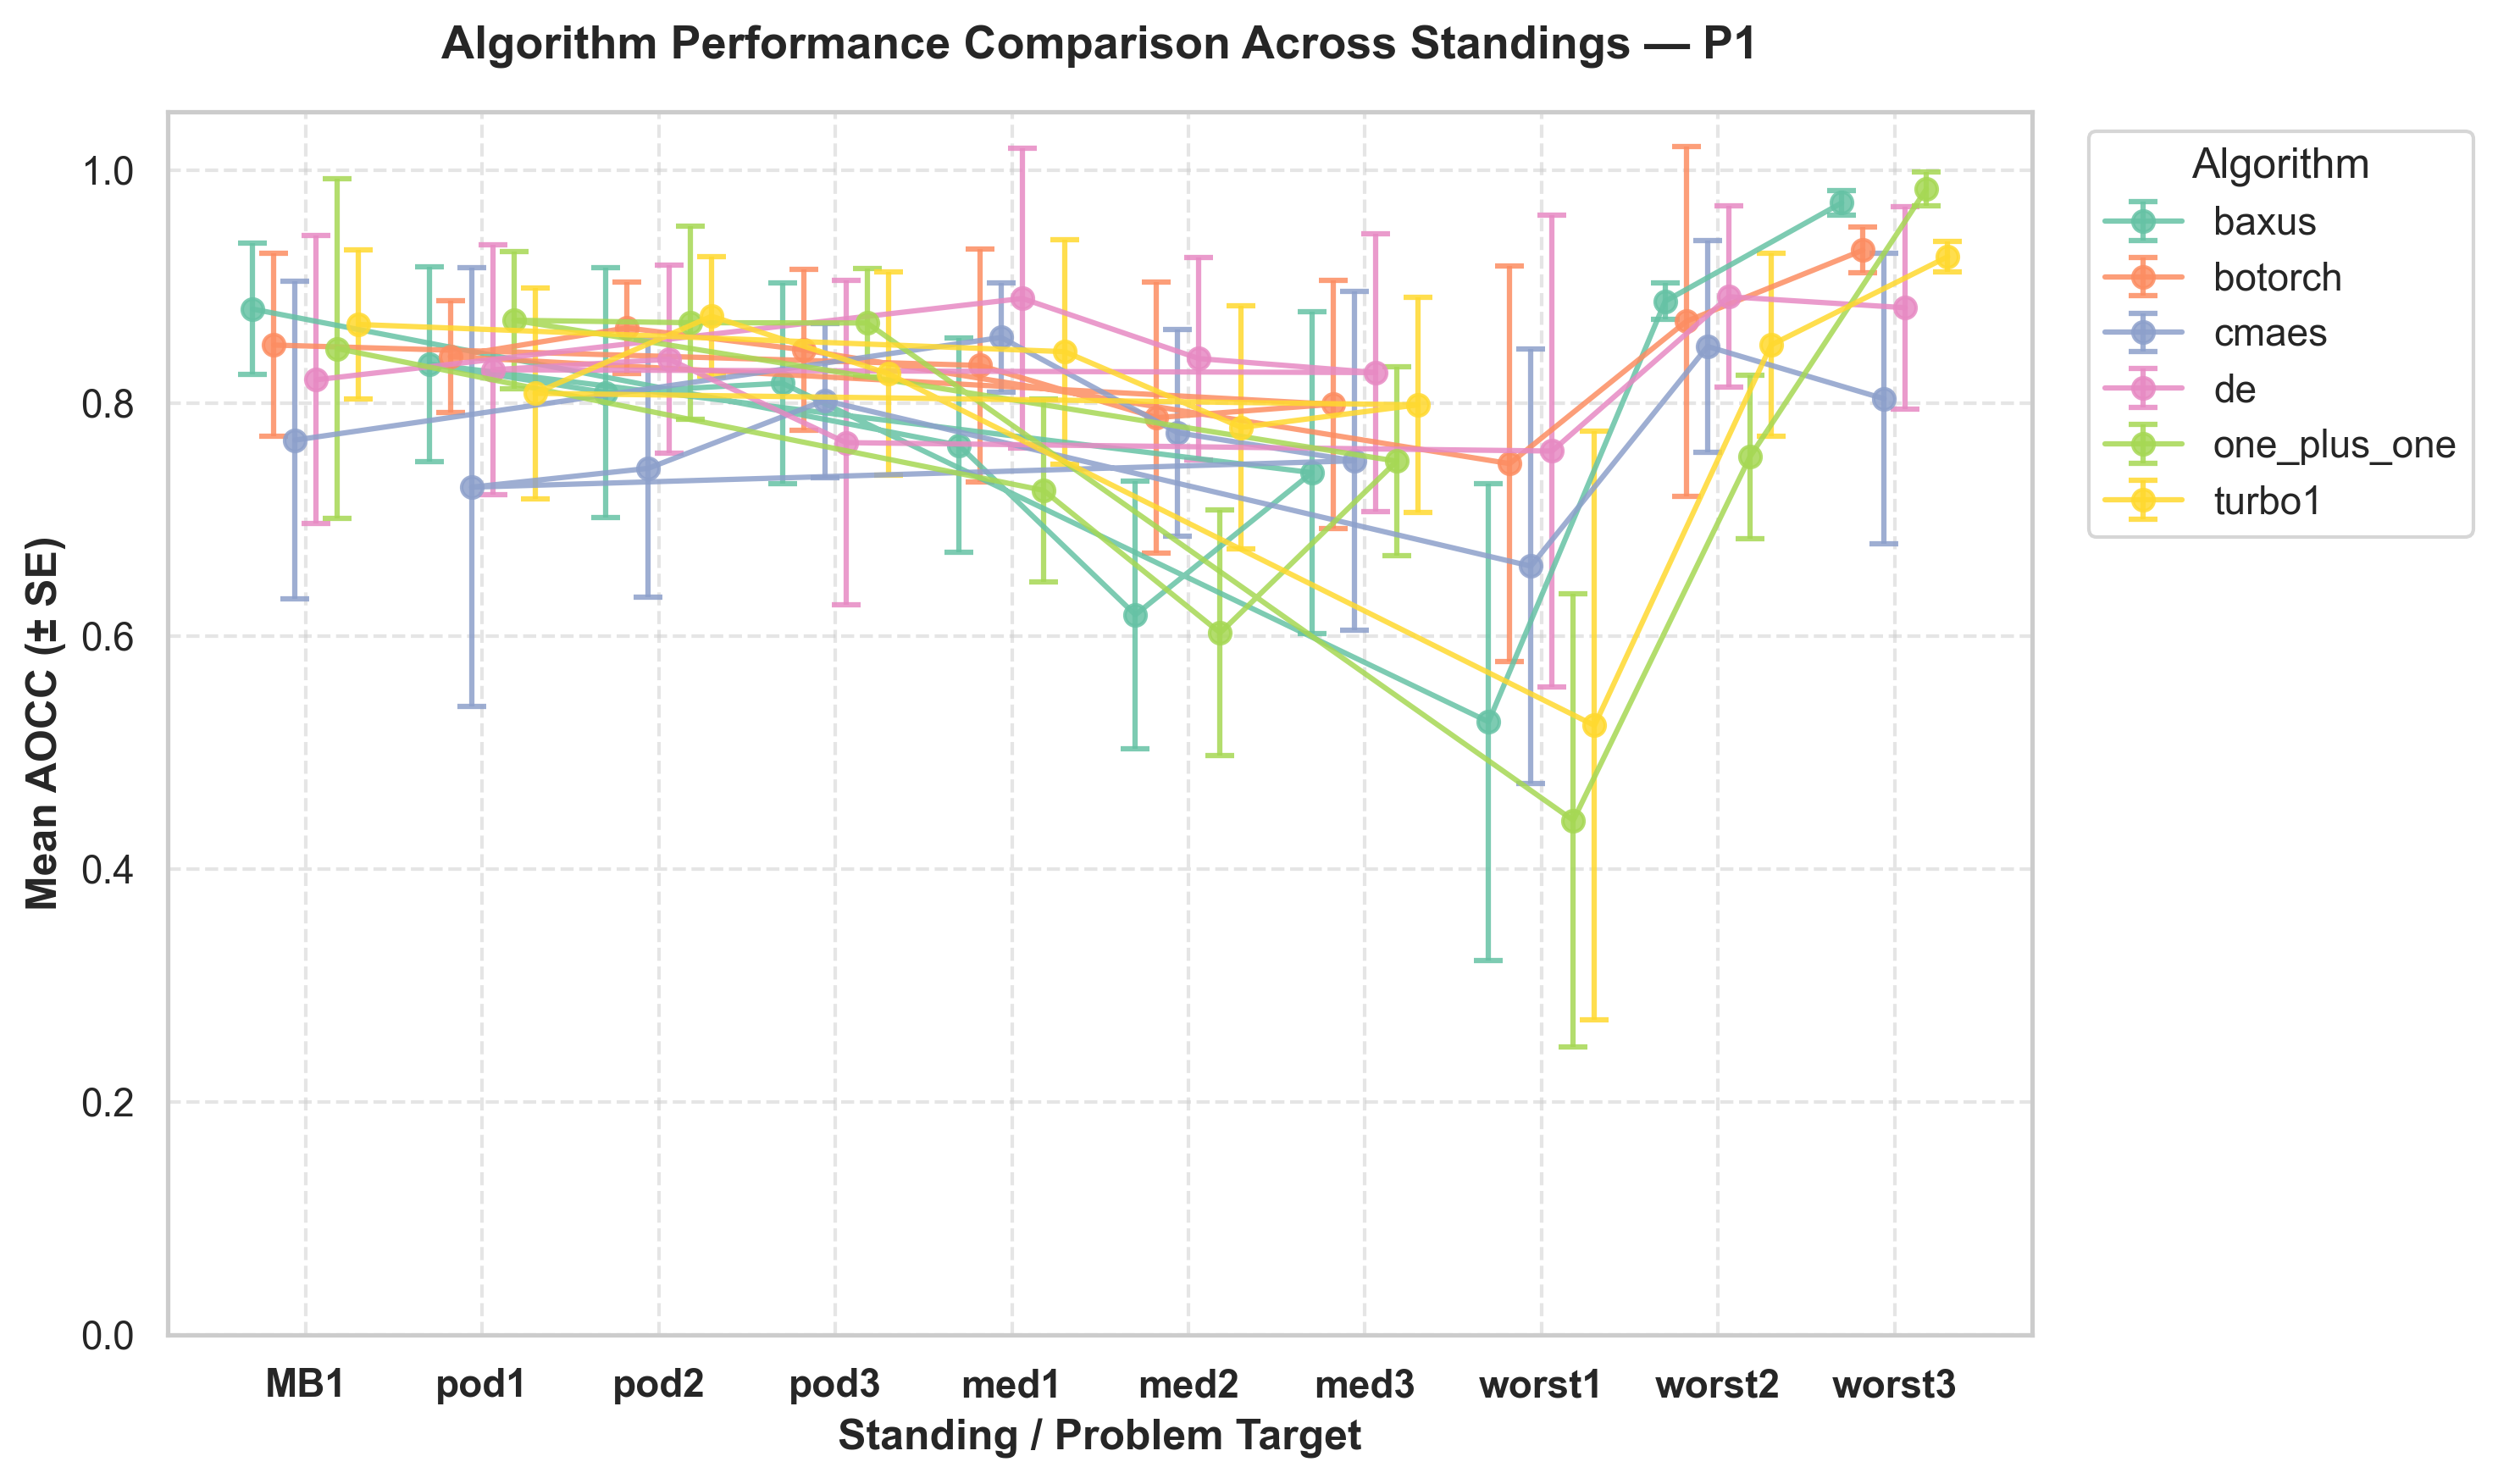 Algorithm Performance Comparison Across Standings — P1
Mean AOCC (± SE)
1.0
0.8
0.6
0.4
0.2
0.0
MB1 pod1 pod2 pod3 med1 med2 med3 worst1 worst2 worst3
Standing / Problem Target
Algorithm
baxus
botorch
cmaes
de
one_plus_one
turbo1